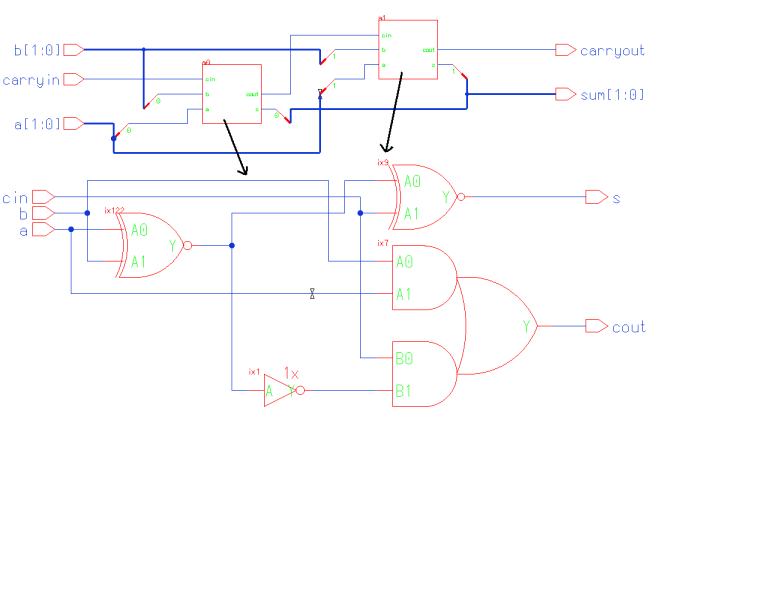 a1
b[1:0]
cin
b
a
cout
s
1
1
carryout
a0
carryin
cin
b
a
cout
s
0
0
1
sum[1:0]
a[1:0]
0
ix9
A0
A1
Y
s
cin
b
a
ix122
A0
A1
Y
ix7
A0
A1
Y
cout
B0
B1
ix1
1x
A
Y